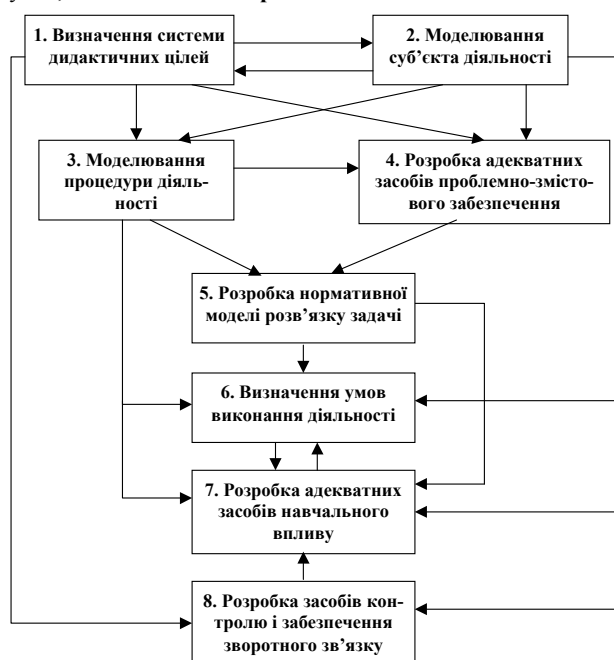 1. Визначення системи
дидактичних цілей
2. Моделювання
суб’єкта діяльності
3. Моделювання
процедури діяль-
ності
4. Розробка адекватних
засобів проблемно-змісто-
вого забезпечення
5. Розробка нормативної
моделі розв’язку задачі
6. Визначення умов
виконання діяльності
7. Розробка адекватних
засобів навчального
впливу
8. Розробка засобів кон-
тролю і забезпечення
зворотного зв’язку